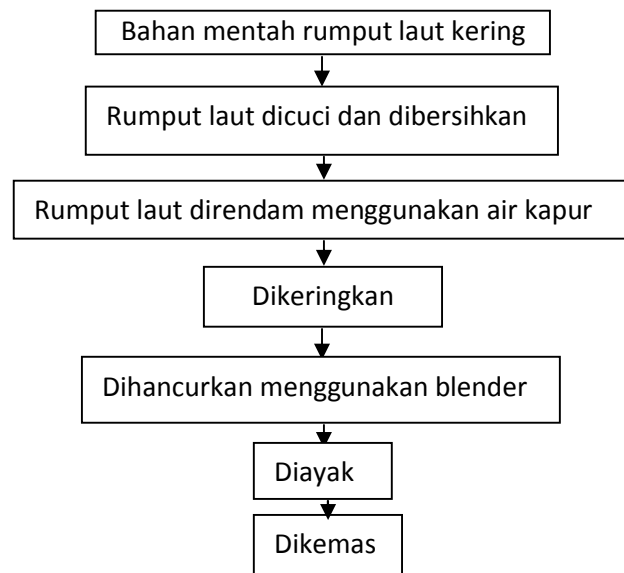 Bahan mentah rumput laut kering
Rumput laut dicuci dan dibersihkan
Rumput laut direndam menggunakan air kapur
Dikeringkan
Dihancurkan menggunakan blender
Diayak
Dikemas